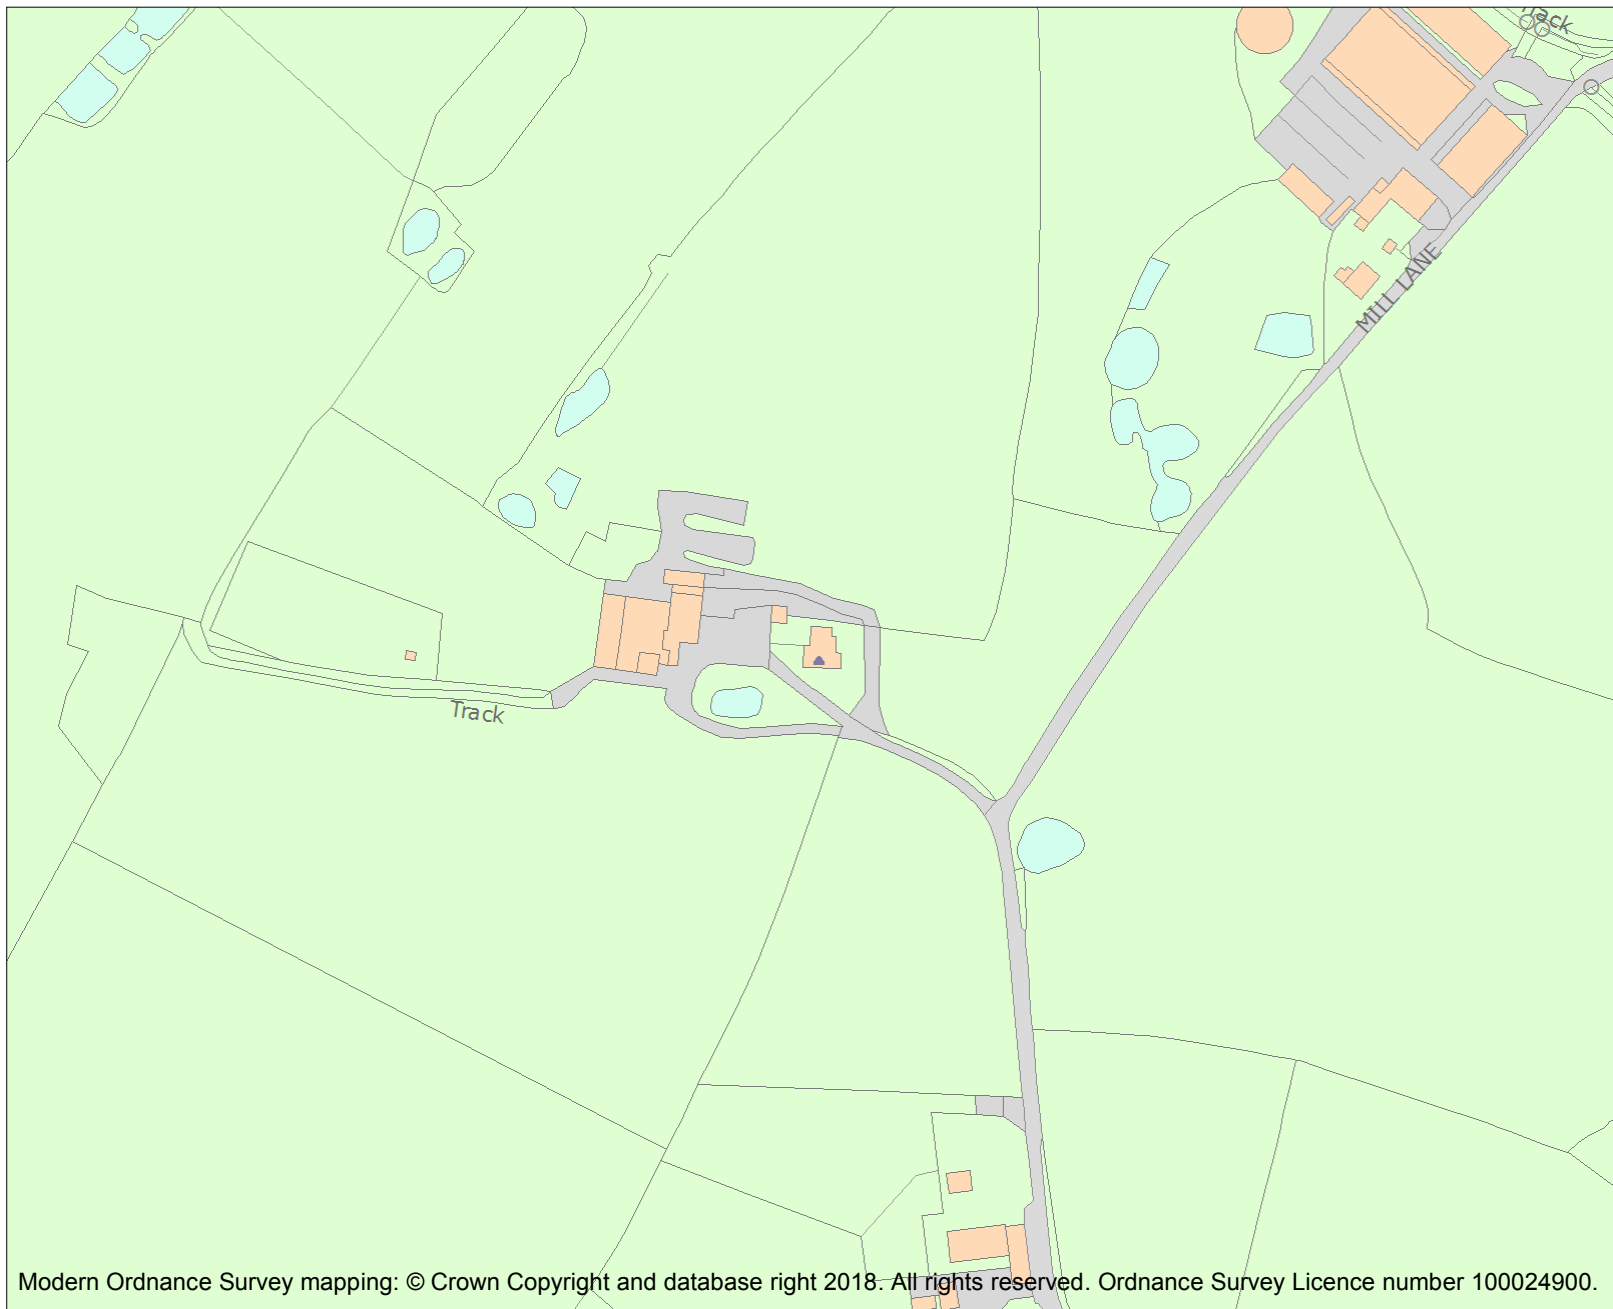 Track
MILL LANE
Track
Modern Ordnance Survey mapping: © Crown Copyright and database right 2018. All rights reserved. Ordnance Survey Licence number 100024900.